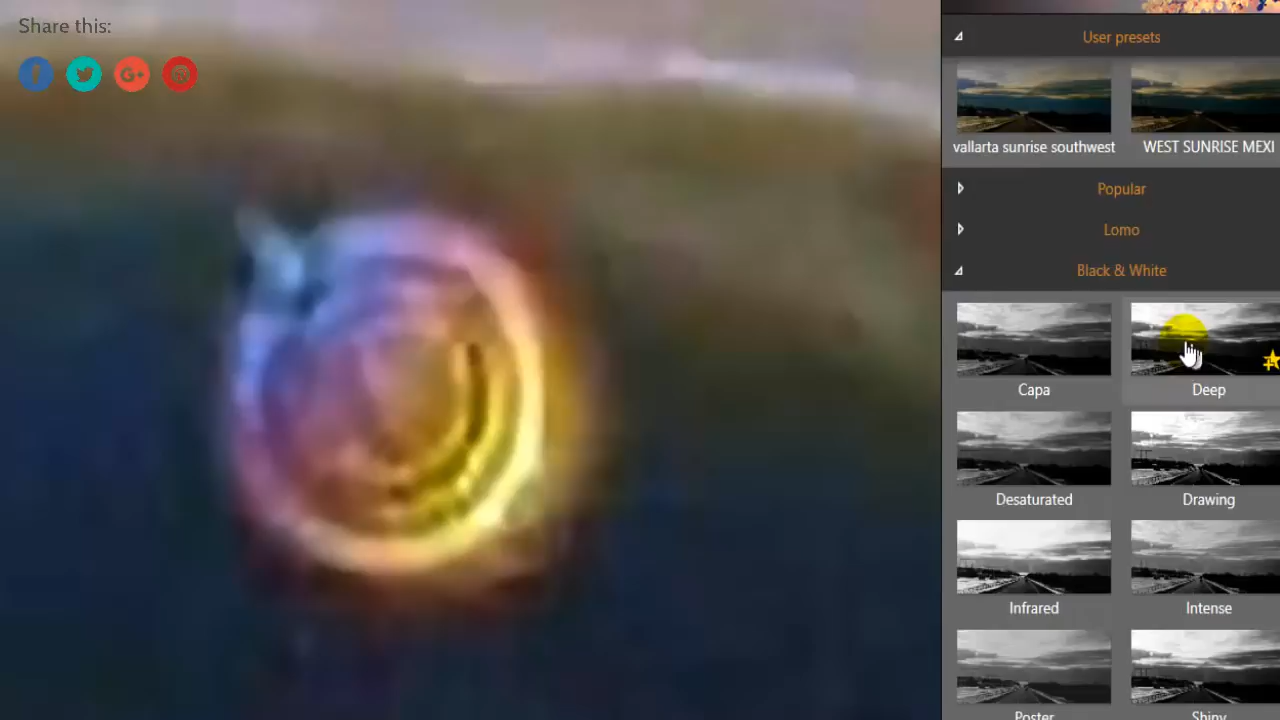 Share this:
User presets
vallarta sunrise southwest
WEST SUNRISE MEXI
Popular
Lomo
Black & White
Capa
Deep
Desaturated
Drawing
Infrared
Intense
Poster
Shiny